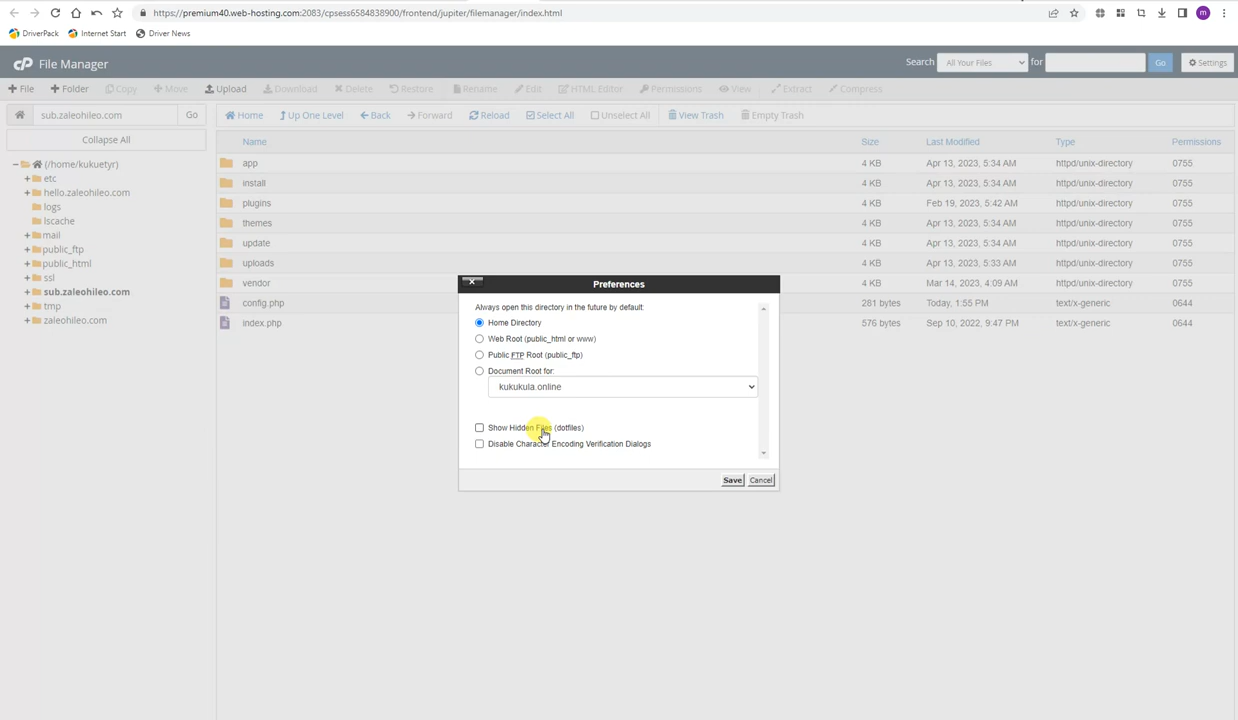 https://premium40.web-hosting.com:2083/cpsess6584838900/frontend/jupiter/filemanager/index.html
m
DriverPack
Internet Start
Driver News
cP File Manager
Search
All Your Files
for
Go
Settings
+ File
+ Folder
Copy
Move
Upload
Download
Delete
Restore
Rename
Edit
HTML Editor
Permissions
View
Extract
Compress
sub.zaleohileo.com
Go
Home
Up One Level
Back
Forward
Reload
Select All
Unselect All
View Trash
Empty Trash
Collapse All
(/home/kukuetyr)
etc
hello.zaleohileo.com
logs
lscache
mail
public_ftp
public_html
ssl
sub.zaleohileo.com
tmp
zaleohileo.com
Name Size Last Modified Type Permissions
app 4 KB Apr 13, 2023, 5:34 AM httpd/unix-directory 0755
install 4 KB Apr 13, 2023, 5:34 AM httpd/unix-directory 0755
plugins 4 KB Feb 19, 2023, 5:42 AM httpd/unix-directory 0755
themes 4 KB Apr 13, 2023, 5:34 AM httpd/unix-directory 0755
update 4 KB Apr 13, 2023, 5:34 AM httpd/unix-directory 0755
uploads 4 KB Apr 13, 2023, 5:33 AM httpd/unix-directory 0755
vendor 4 KB Mar 14, 2023, 4:09 AM httpd/unix-directory 0755
config.php 281 bytes Today, 1:55 PM text/x-generic 0644
index.php 576 bytes Sep 10, 2022, 9:47 PM text/x-generic 0644
Preferences
Always open this directory in the future by default:
Home Directory
Web Root (public_html or www)
Public FTP Root (public_ftp)
Document Root for:
kukukula.online
Show Hidden Files (dotfiles)
Disable Character Encoding Verification Dialogs
Save
Cancel